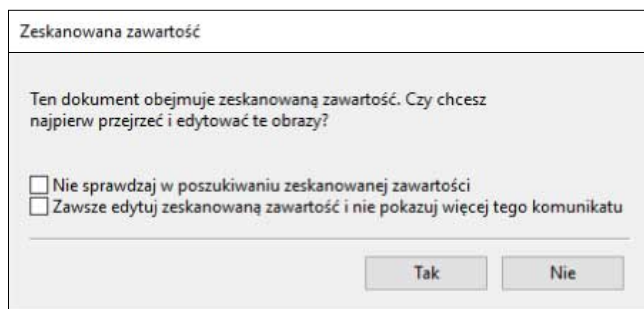 Zeskanowana zawartość
Ten dokument obejmuje zeskanowaną zawartość. Czy chcesz
najpierw przejrzeć i edytować te obrazy?
Nie sprawdzaj w poszukiwaniu zeskanowanej zawartości
Zawsze edytuj zeskanowaną zawartość i nie pokazuj więcej tego komunikatu
Tak
Nie